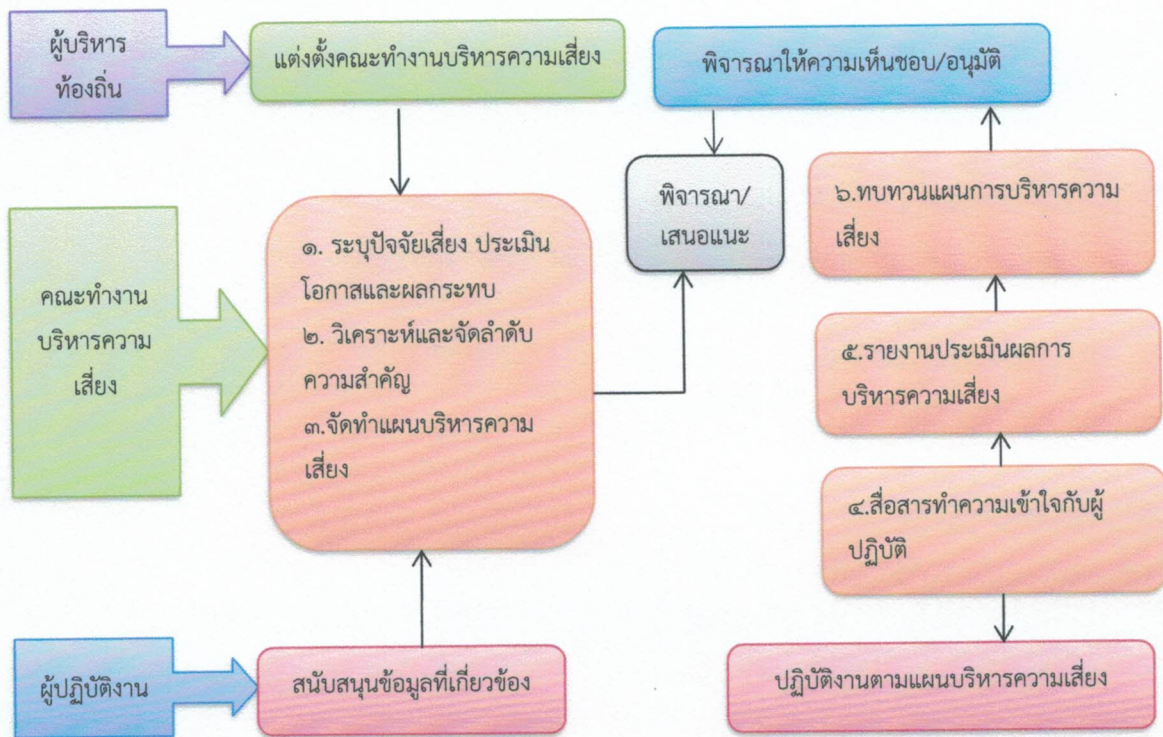 ผู้บริหาร
ท้องถิ่น
แต่งตั้งคณะทำงานบริหารความเสี่ยง
พิจารณาให้ความเห็นชอบ/อนุมัติ
พิจารณา/
เสนอแนะ
๖.ทบทวนแผนการบริหารความ
เสี่ยง
คณะทำงาน
บริหารความ
เสี่ยง
๑. ระบุปัจจัยเสี่ยง ประเมิน
โอกาสและผลกระทบ
๒. วิเคราะห์และจัดลำดับ
ความสำคัญ
๓.จัดทำแผนบริหารความ
เสี่ยง
๕.รายงานประเมินผลการ
บริหารความเสี่ยง
๔.สื่อสารทำความเข้าใจกับผู้
ปฏิบัติ
ผู้ปฏิบัติงาน
สนับสนุนข้อมูลที่เกี่ยวข้อง
ปฏิบัติงานตามแผนบริหารความเสี่ยง